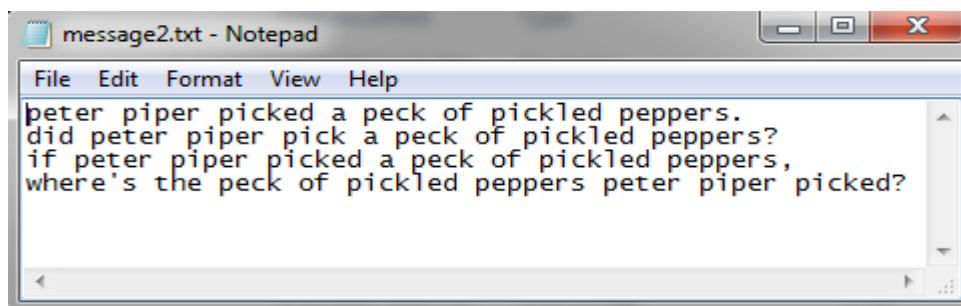 message2.txt - Notepad
File Edit Format View Help
peter piper picked a peck of pickled peppers.
did peter piper pick a peck of pickled peppers?
if peter piper picked a peck of pickled peppers,
where's the peck of pickled peppers peter piper picked?